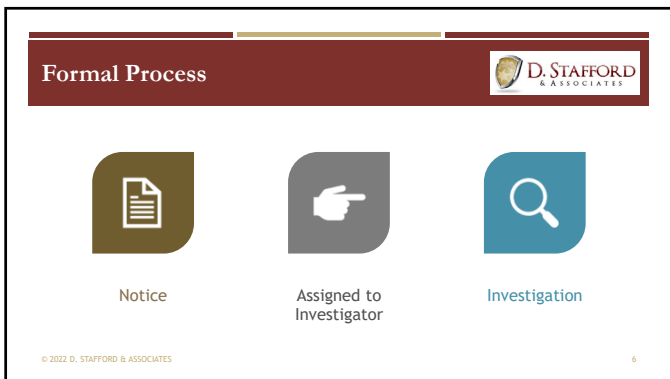 Formal Process
D. STAFFORD
& ASSOCIATES
Notice
Assigned to
Investigator
Investigation
© 2022 D. STAFFORD & ASSOCIATES
6